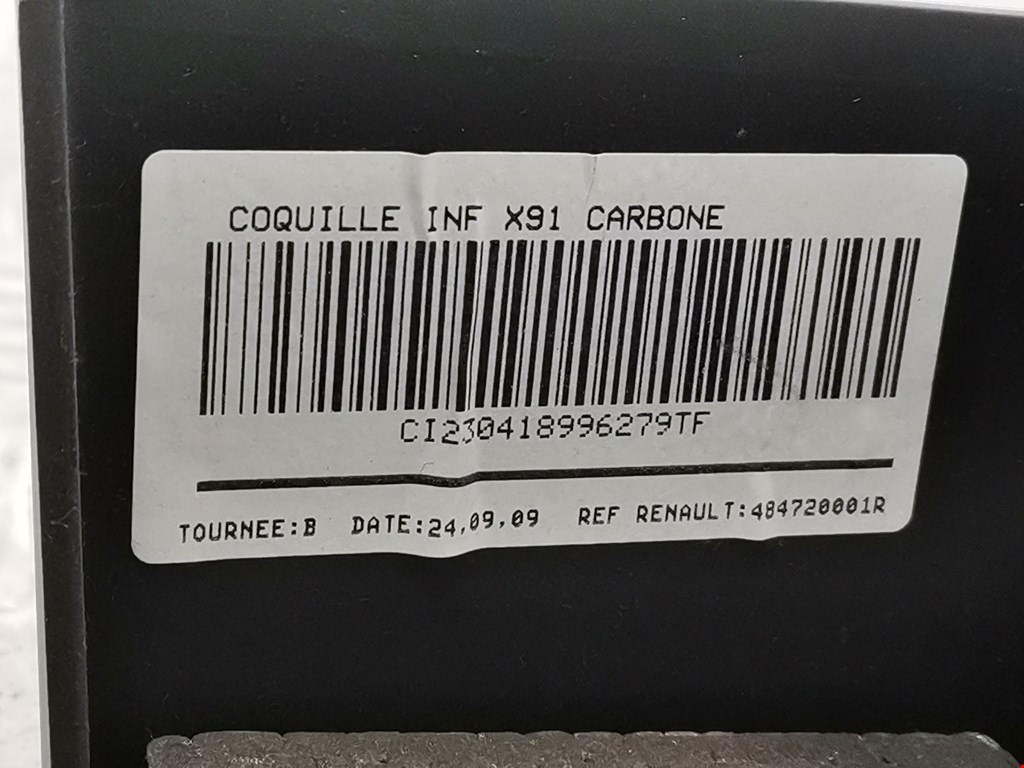 COQUILLE INF X91 CARBONE
CI230418996279TF
TOURNEE:B DATE:24.09.09 REF RENAULT:484720001R